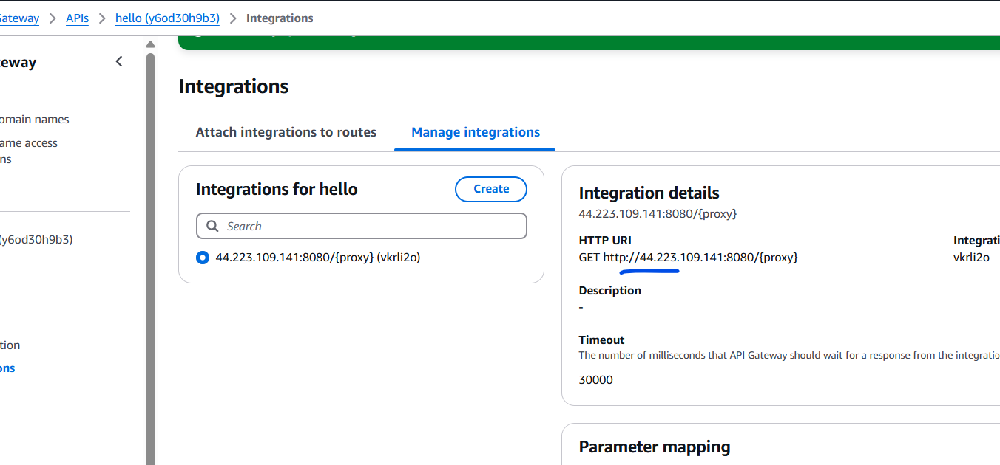 Gateway > APIs > hello (y6od30h9b3) > Integrations
eway
omain names
ame access
ns
(y6od30h9b3)
tion
ons
Integrations
Attach integrations to routes
Manage integrations
Integrations for hello
Create
Search
44.223.109.141:8080/{proxy} (vkrli2o)
Integration details
44.223.109.141:8080/{proxy}
HTTP URI
GET http://44.223.109.141:8080/{proxy}
Integrati
vkrli2o
Description
-
Timeout
The number of milliseconds that API Gateway should wait for a response from the integratio
30000
Parameter mapping